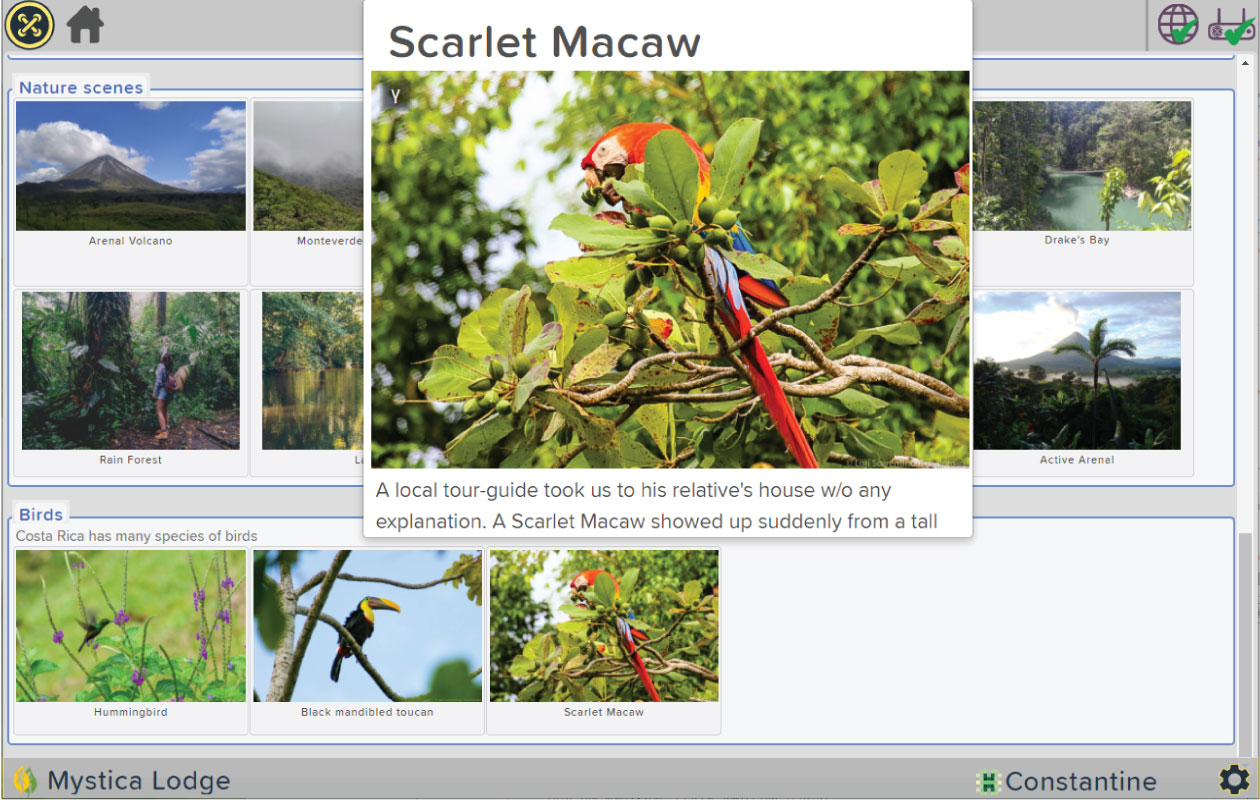 Scarlet Macaw
Y
Nature scenes
Arenal Volcano
Monteverde
Drake's Bay
Rain Forest
Active Arenal
A local tour-guide took us to his relative's house w/o any
explanation. A Scarlet Macaw showed up suddenly from a tall
Birds
Costa Rica has many species of birds
Hummingbird
Black mandibled toucan
Scarlet Macaw
Mystica Lodge
Constantine